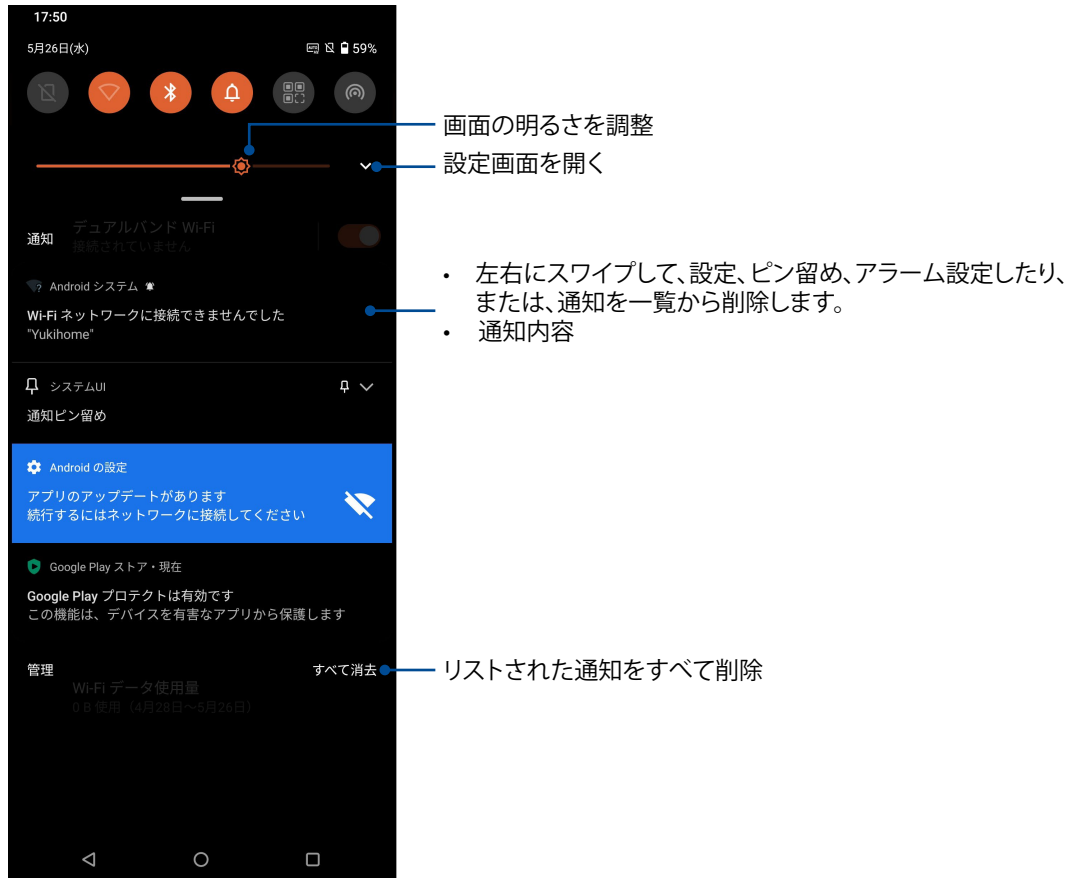 17:50
5月26日(水)
59%
画面の明るさを調整
設定画面を開く
デュアルバンド Wi-Fi
通知
接続されていません
Android システム
Wi-Fi ネットワークに接続できませんでした
"Yukihome"
• 左右にスワイプして、設定、ピン留め、アラーム設定したり、
または、通知を一覧から削除します。
• 通知内容
システムUI
通知ピン留め
Android の設定
アプリのアップデートがあります
続行するにはネットワークに接続してください
Google Play ストア・現在
Google Play プロテクトは有効です
この機能は、デバイスを有害なアプリから保護します
管理
すべて消去
リストされた通知をすべて削除
Wi-Fi データ使用量
0 B 使用（4月28日～5月26日）